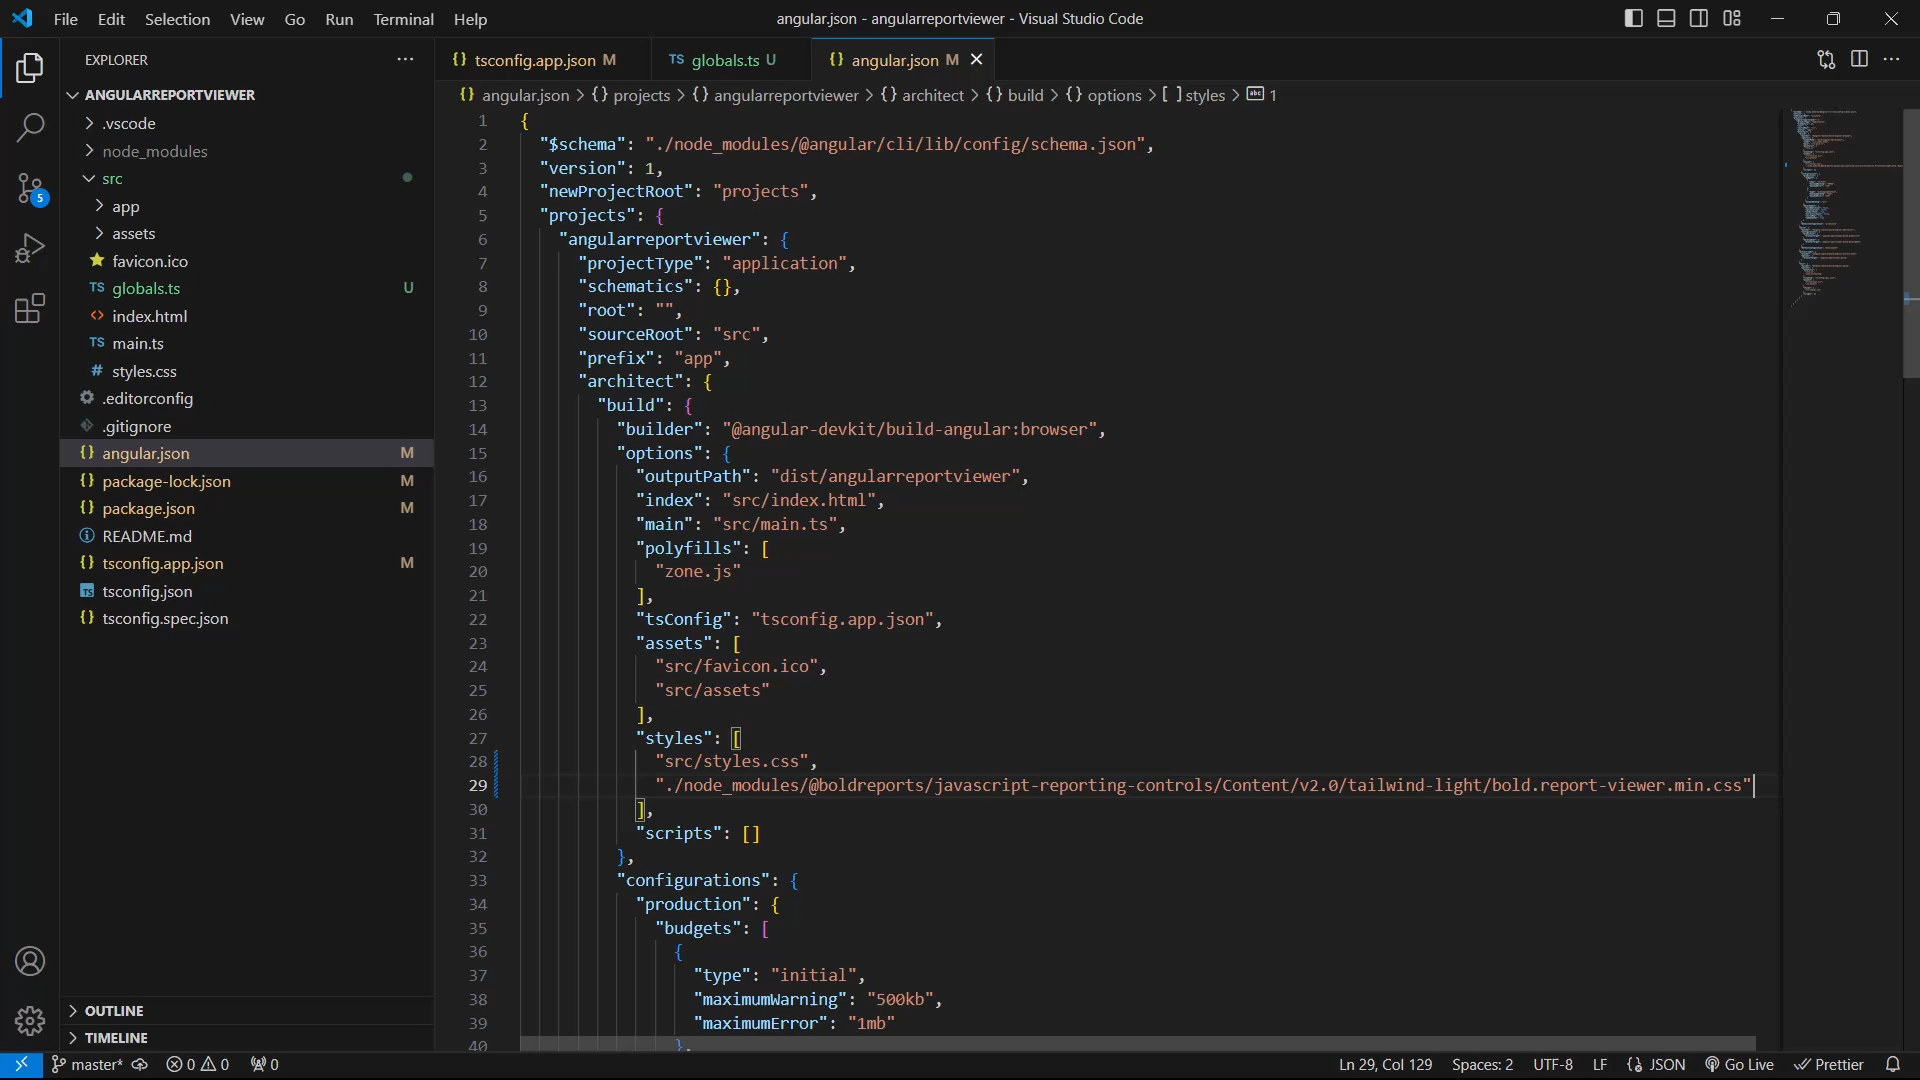 File Edit Selection View Go Run Terminal Help
angular.json - angularreportviewer - Visual Studio Code
EXPLORER
ANGULARREPORTVIEWER
.vscode
node_modules
src
app
assets
favicon.ico
TS globals.ts U
index.html
TS main.ts
# styles.css
.editorconfig
.gitignore
{} angular.json M
{} package-lock.json M
{} package.json M
README.md
{} tsconfig.app.json M
TS tsconfig.json
{} tsconfig.spec.json
5
OUTLINE
TIMELINE
{} tsconfig.app.json M
TS globals.ts U
{} angular.json M
{} angular.json > {} projects > {} angularreportviewer > {} architect > {} build > {} options > [ ] styles > abc 1
1 {
2 "$schema": "./node_modules/@angular/cli/lib/config/schema.json",
3 "version": 1,
4 "newProjectRoot": "projects",
5 "projects": {
6 "angularreportviewer": {
7 "projectType": "application",
8 "schematics": {},
9 "root": "",
10 "sourceRoot": "src",
11 "prefix": "app",
12 "architect": {
13 "build": {
14 "builder": "@angular-devkit/build-angular:browser",
15 "options": {
16 "outputPath": "dist/angularreportviewer",
17 "index": "src/index.html",
18 "main": "src/main.ts",
19 "polyfills": [
20 "zone.js"
21 ],
22 "tsConfig": "tsconfig.app.json",
23 "assets": [
24 "src/favicon.ico",
25 "src/assets"
26 ],
27 "styles": [
28 "src/styles.css",
29 "./node_modules/@boldreports/javascript-reporting-controls/Content/v2.0/tailwind-light/bold.report-viewer.min.css"
30 ],
31 "scripts": []
32 },
33 "configurations": {
34 "production": {
35 "budgets": [
36 {
37 "type": "initial",
38 "maximumWarning": "500kb",
39 "maximumError": "1mb"
40 },
master* 0 0 0 Ln 29, Col 129 Spaces: 2 UTF-8 LF {} JSON Go Live Prettier